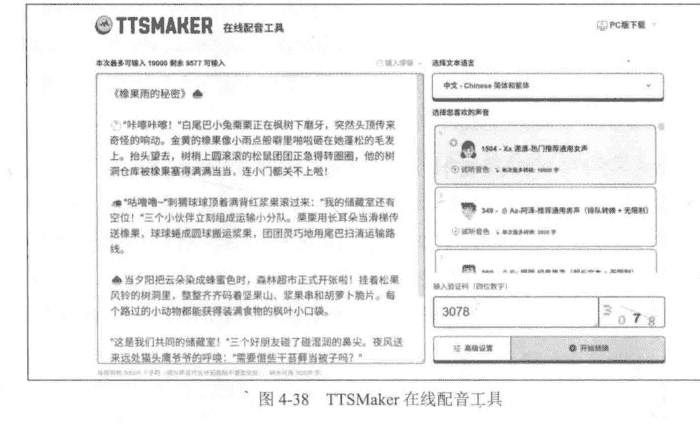 TTSMAKER 在线配音工具
PC版下载
本次最多可输入 19000 剩余 9577 可输入
选择文本语言
中文 - Chinese 简体和繁体
选择您喜欢的声音
《橡果雨的秘密》
"咔嚓咔嚓！"白尾巴小兔栗栗正在枫树下磨牙，突然头顶传来
奇怪的响动。金黄的橡果像小雨点般噼里啪啦砸在她蓬松的毛发
上。抬头望去，树梢上圆滚滚的松鼠团团正急得转圈圈，他的树
洞仓库被橡果塞得满满当当，连小门都关不上啦！
"咕噜噜~"刺猬球球顶着满背红浆果滚过来："我的储藏室还有
空位！"三个小伙伴立刻组成运输小分队。栗栗用长耳朵当滑梯传
送橡果，球球蜷成圆球搬运浆果，团团灵巧地用尾巴扫清运输路
线。
当夕阳把云朵染成蜂蜜色时，森林超市正式开张啦！挂着松果
风铃的树洞里，整整齐齐码着坚果山、浆果串和胡萝卜脆片。每
个路过的小动物都能获得装满食物的枫叶小口袋。
"这是我们共同的储藏室！"三个好朋友碰了碰湿润的鼻尖。夜风送
来远处猫头鹰爷爷的呼唤："需要借些干苔藓当被子吗？"
1504 - Xx 潇潇-热门推荐通用女声
试听音色
349 - Az-阿泽-推荐通用男声（排队转换 + 无限制）
试听音色
输入验证码（四位数字）
3078
3078
高级设置
开始转换
图 4-38 TTSMaker 在线配音工具